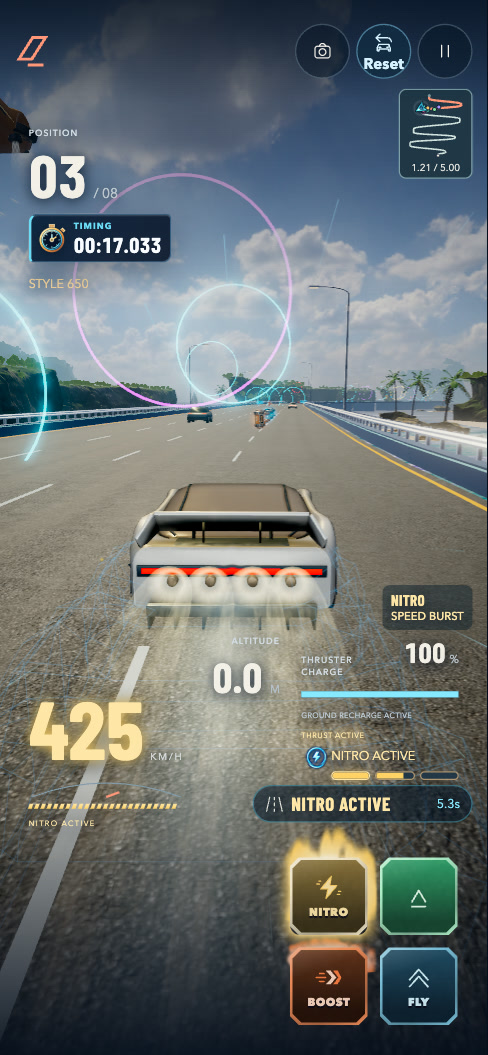 Reset
1.21 / 5.00
POSITION
03 / 08
TIMING
00:17.033
STYLE 650
NITRO
SPEED BURST
ALTITUDE
0.0 M
THRUSTER CHARGE
100 %
GROUND RECHARGE ACTIVE
THRUST ACTIVE
NITRO ACTIVE
425 KM/H
NITRO ACTIVE
NITRO ACTIVE 5.3s
NITRO
BOOST
FLY